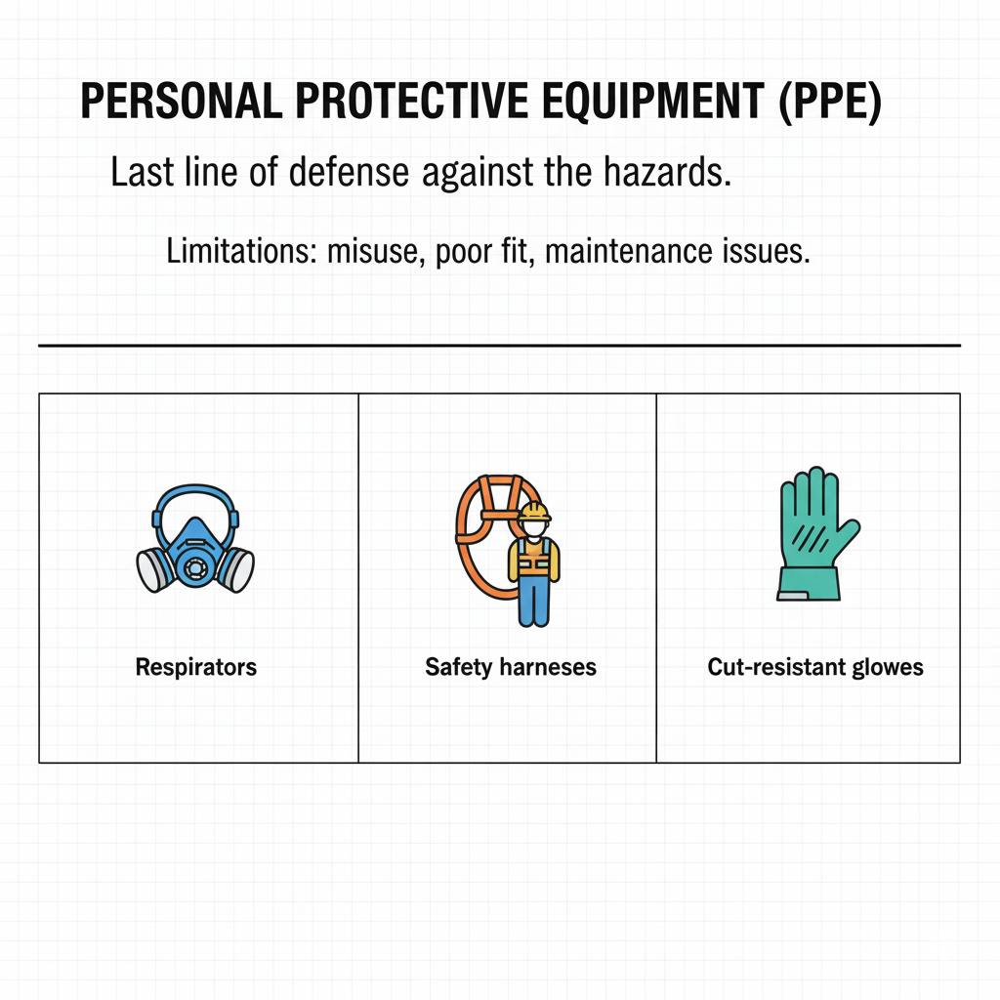 PERSONAL PROTECTIVE EQUIPMENT (PPE)
Last line of defense against the hazards.
Limitations: misuse, poor fit, maintenance issues.
Respirators
Safety harneses
Cut-resistant glowes